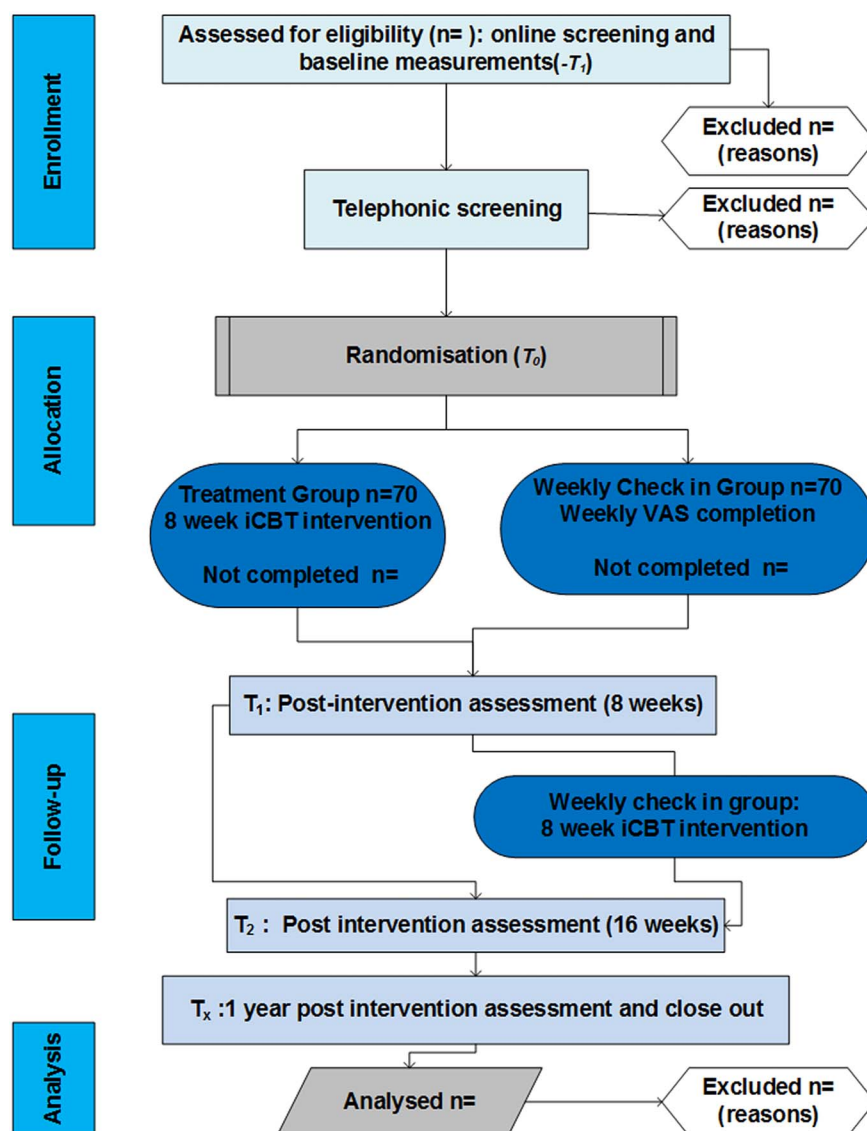 Enrollment
Assessed for eligibility (n= ): online screening and
baseline measurements(-T₁)
Excluded n=
(reasons)
Telephonic screening
Excluded n=
(reasons)
Allocation
Randomisation (T₀)
Treatment Group n=70
8 week iCBT intervention
Not completed n=
Weekly Check in Group n=70
Weekly VAS completion
Not completed n=
Follow-up
T₁: Post-intervention assessment (8 weeks)
Weekly check in group:
8 week iCBT intervention
T₂ : Post intervention assessment (16 weeks)
Analysis
Tₓ :1 year post intervention assessment and close out
Analysed n=
Excluded n=
(reasons)